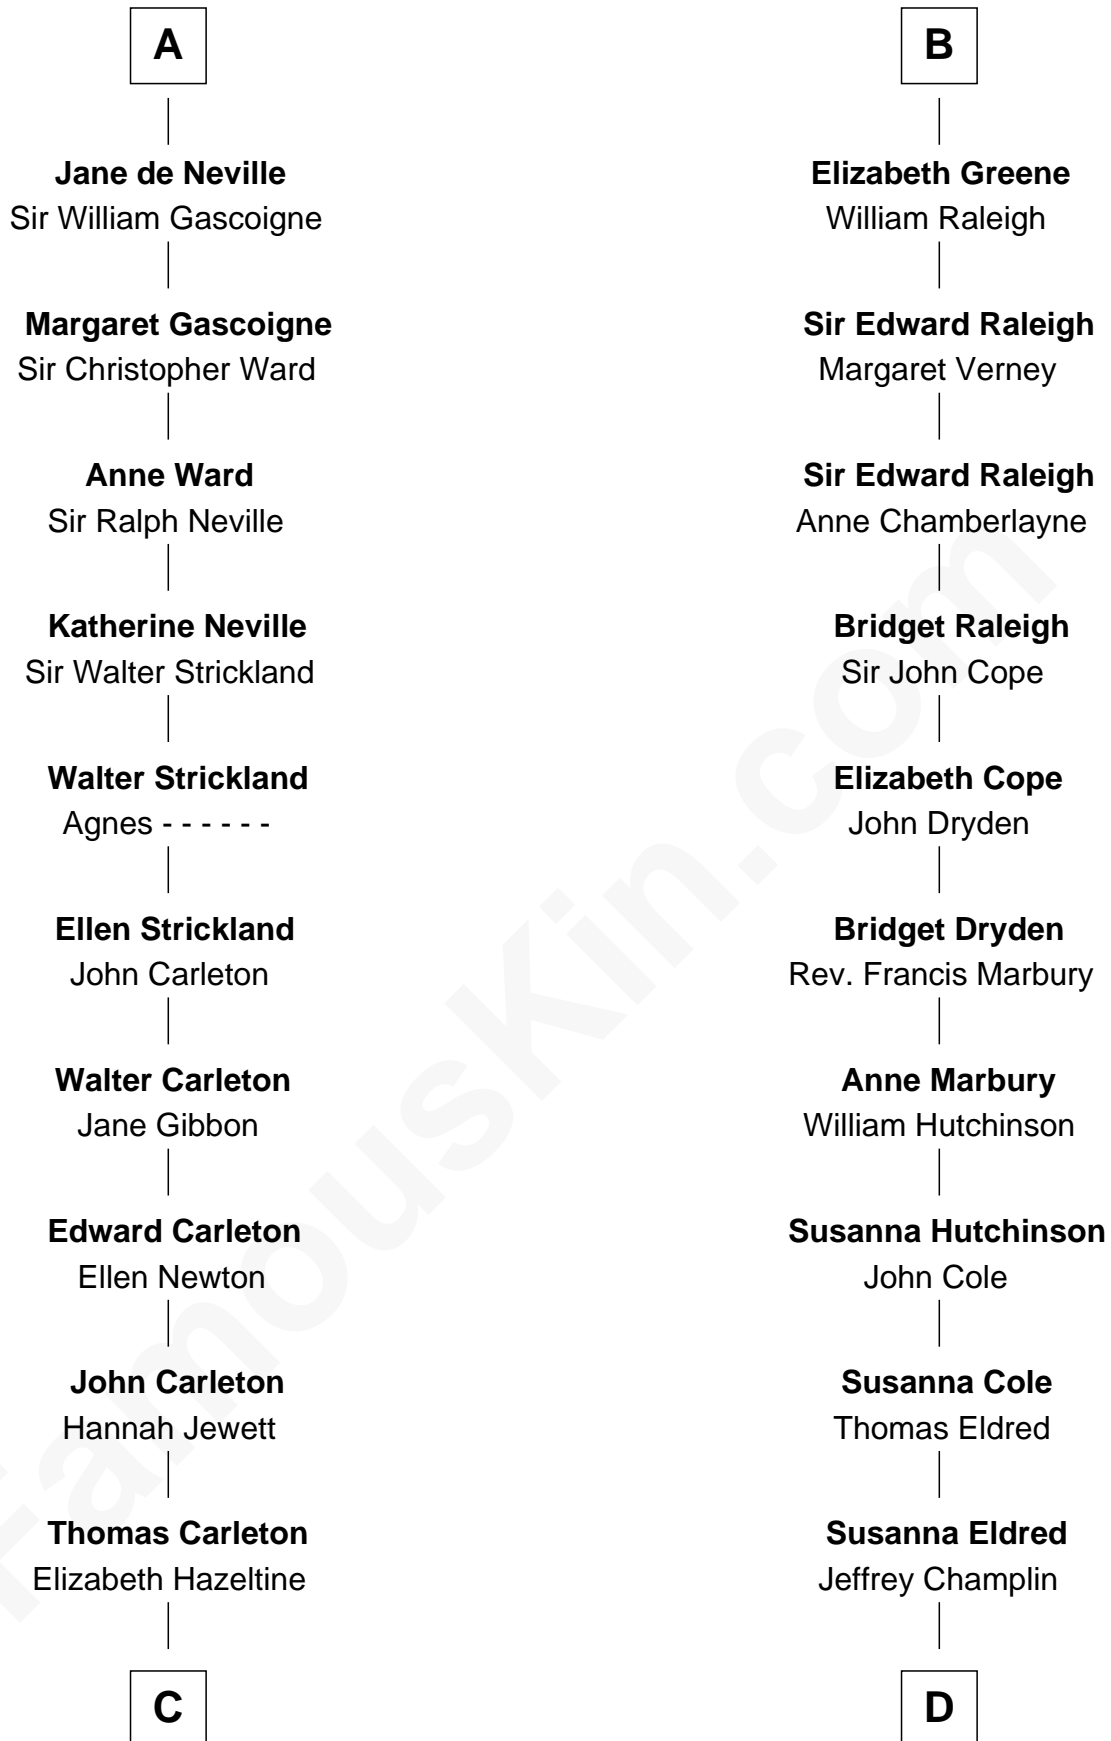 A
Jane de Neville
Sir William Gascoigne
Margaret Gascoigne
Sir Christopher Ward
Anne Ward
Sir Ralph Neville
Katherine Neville
Sir Walter Strickland
Walter Strickland
Agnes - - - - - -
Ellen Strickland
John Carleton
Walter Carleton
Jane Gibbon
Edward Carleton
Ellen Newton
John Carleton
Hannah Jewett
Thomas Carleton
Elizabeth Hazeltine
C
B
Elizabeth Greene
William Raleigh
Sir Edward Raleigh
Margaret Verney
Sir Edward Raleigh
Anne Chamberlayne
Bridget Raleigh
Sir John Cope
Elizabeth Cope
John Dryden
Bridget Dryden
Rev. Francis Marbury
Anne Marbury
William Hutchinson
Susanna Hutchinson
John Cole
Susanna Cole
Thomas Eldred
Susanna Eldred
Jeffrey Champlin
D
FamousKin.com